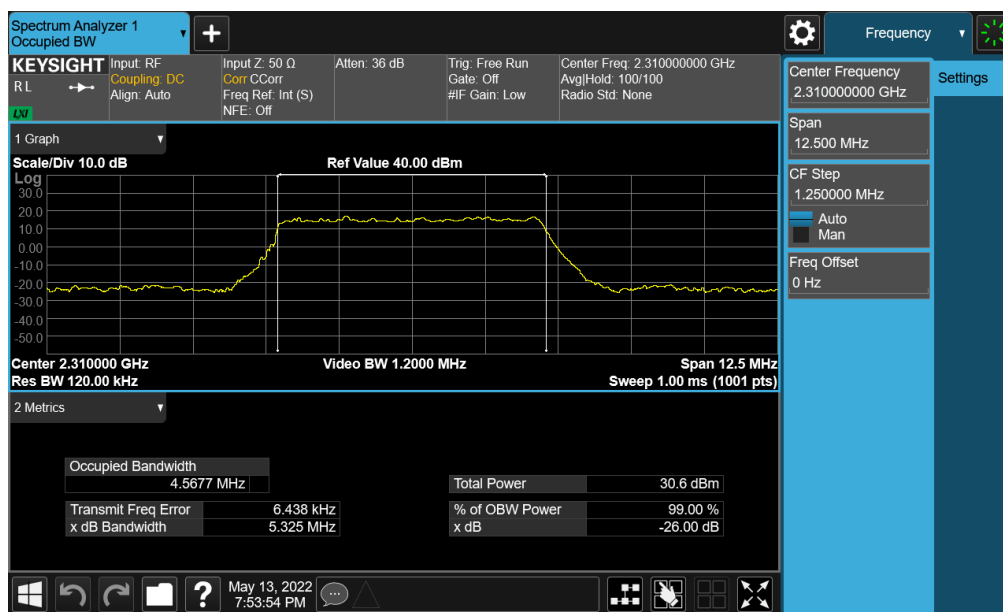 Spectrum Analyzer 1
Occupied BW
+
Frequency
KEYSIGHT
R L
LXI
Input: RF
Coupling: DC
Align: Auto
Input Z: 50 Ω
Corr CCorr
Freq Ref: Int (S)
NFE: Off
Atten: 36 dB
Trig: Free Run
Gate: Off
#IF Gain: Low
Center Freq: 2.310000000 GHz
Avg|Hold: 100/100
Radio Std: None
Center Frequency
2.310000000 GHz
Settings
Span
12.500 MHz
CF Step
1.250000 MHz
Auto
Man
Freq Offset
0 Hz
1 Graph
Scale/Div 10.0 dB
Ref Value 40.00 dBm
Log
30.0
20.0
10.0
0.00
-10.0
-20.0
-30.0
-40.0
-50.0
Center 2.310000 GHz
Video BW 1.2000 MHz
Span 12.5 MHz
Res BW 120.00 kHz
Sweep 1.00 ms (1001 pts)
2 Metrics
Occupied Bandwidth
4.5677 MHz
Total Power 30.6 dBm
Transmit Freq Error 6.438 kHz
% of OBW Power 99.00 %
x dB Bandwidth 5.325 MHz
x dB -26.00 dB
?
May 13, 2022
7:53:54 PM